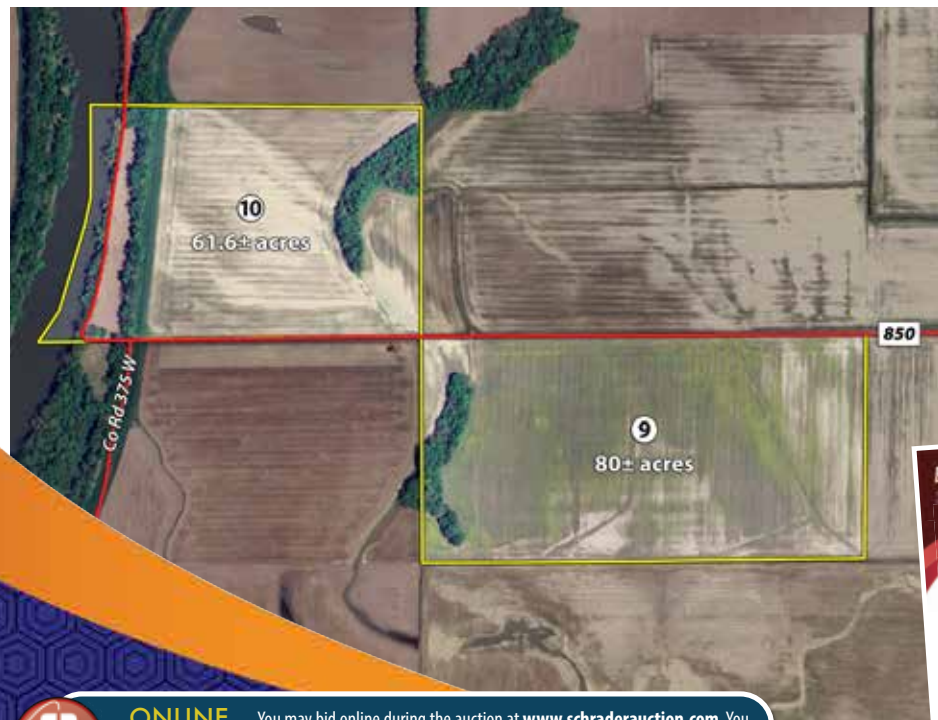 10
61.6± acres
850
Co Rd 375 W
9
80± acres
ONLINE You may bid online during the auction at www.schraderauction.com. You